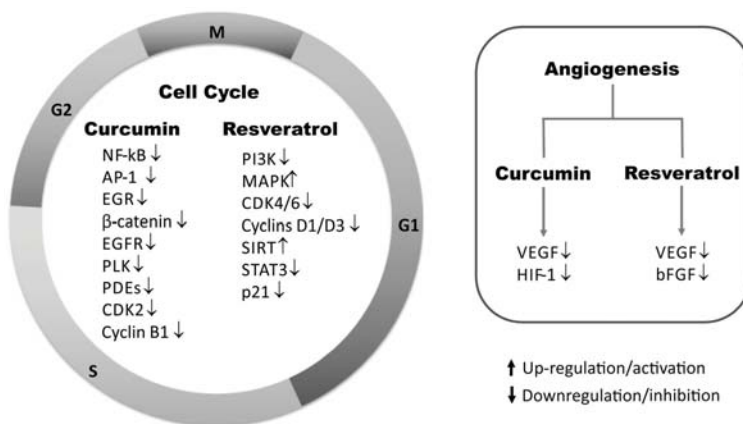 M
G2
G1
S
Cell Cycle
Curcumin
NF-kB ↓
AP-1 ↓
EGR ↓
β-catenin ↓
EGFR ↓
PLK ↓
PDEs ↓
CDK2 ↓
Cyclin B1 ↓
Resveratrol
PI3K ↓
MAPK ↑
CDK4/6 ↓
Cyclins D1/D3 ↓
SIRT ↑
STAT3 ↓
p21 ↓
Angiogenesis
Curcumin
VEGF ↓
HIF-1 ↓
Resveratrol
VEGF ↓
bFGF ↓
↑ Up-regulation/activation
↓ Downregulation/inhibition